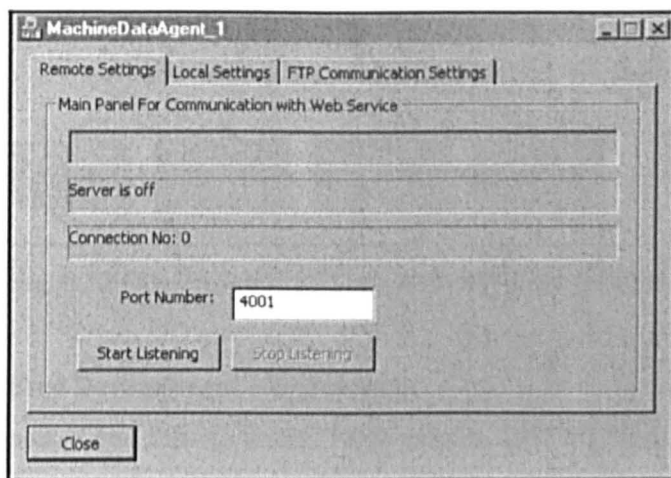 MachineDataAgent_1
Remote Settings Local Settings FTP Communication Settings
Main Panel For Communication with Web Service
Server is off
Connection No: 0
Port Number: 4001
Start Listening Stop Listening
Close